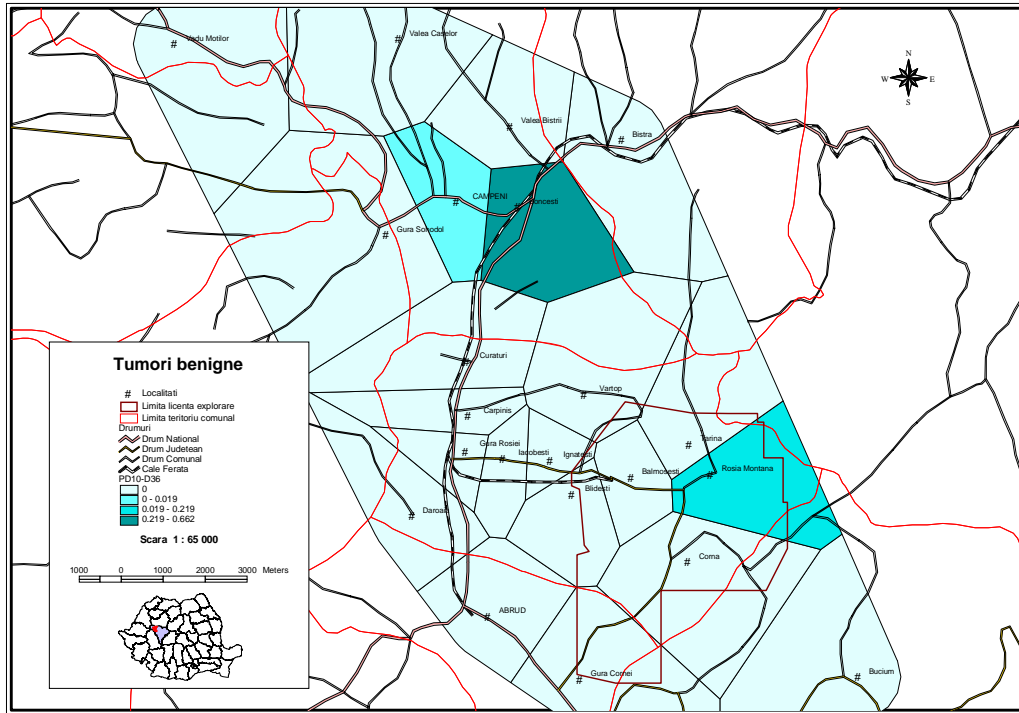 Vadu Motilor
Valea Caselor
N
W E
S
Valea Bistrii
Bistra
CAMPENI
Gura Sohodol
Tumori benigne
# Localitati
Limita licenta explorare
Limita teritoriu comunal
Drumuri
Drum National
Drum Judetean
Drum Comunal
Cale Ferata
PD10-D36
0
0 - 0.019
0.019 - 0.219
0.219 - 0.662
Scara 1 : 65 000
1000 0 1000 2000 3000 Meters
Curaturi
Vartop
Carpinis
Tarina
Gura Rosiei
Iacobesti
Ignatesti
Balmosesti
Rosia Montana
Blidesti
Daroaia
Corna
ABRUD
Bucium
Gura Cornei